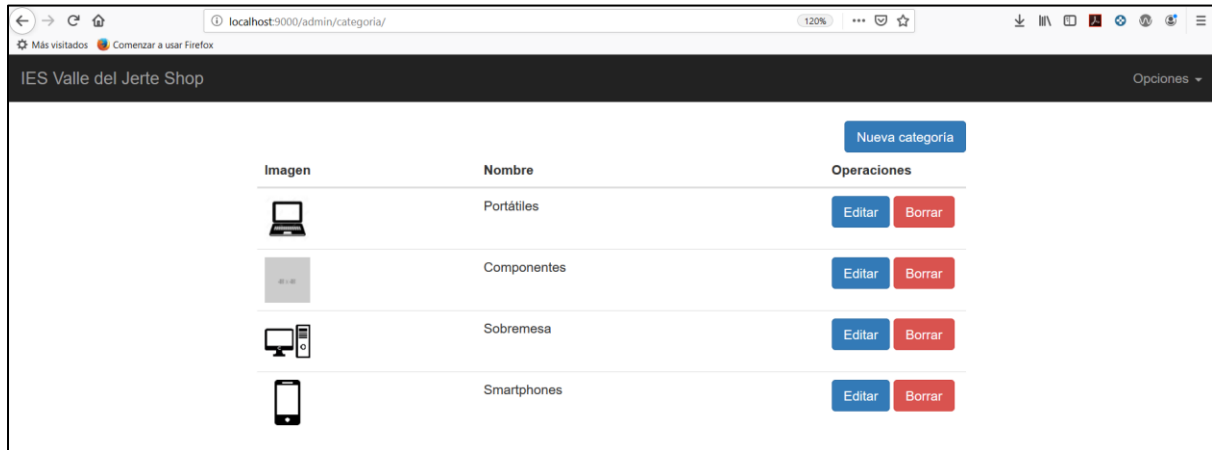 localhost:9000/admin/categoria/
120%
Más visitados Comenzar a usar Firefox
IES Valle del Jerte Shop Opciones
Nueva categoría
Imagen Nombre Operaciones
Portátiles Editar Borrar
Componentes Editar Borrar
Sobremesa Editar Borrar
Smartphones Editar Borrar